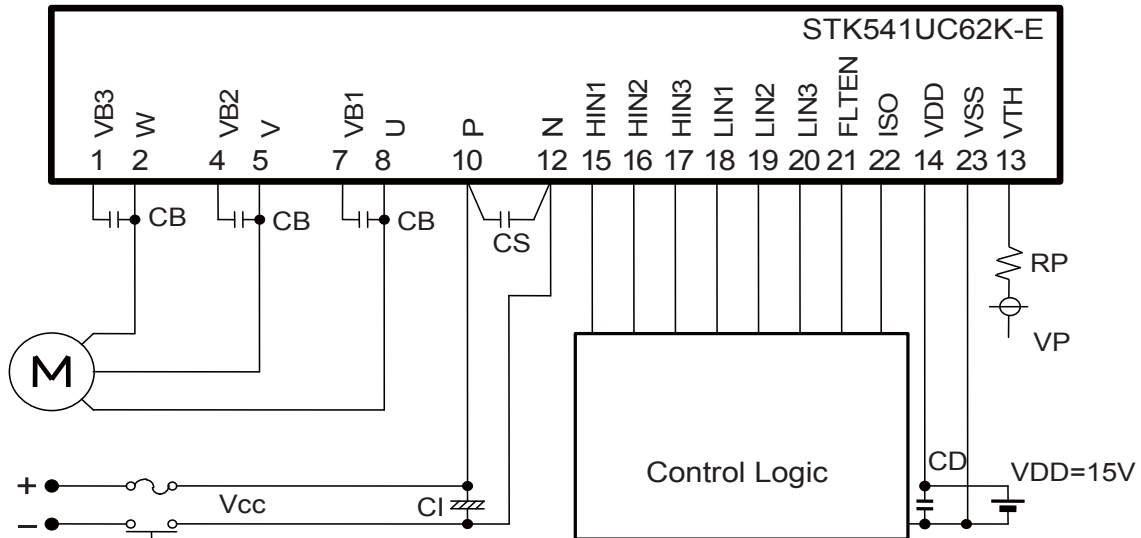 STK541UC62K-E
VB3
W
VB2
V
VB1
U
P
N
HIN1
HIN2
HIN3
LIN1
LIN2
LIN3
FLTEN
ISO
VDD
VSS
VTH
1 2 4 5 7 8 10 12 15 16 17 18 19 20 21 22 14 23 13
CB
CB
CB
CS
RP
VP
M
Control Logic
CD
VDD=15V
+
Vcc
CI
−